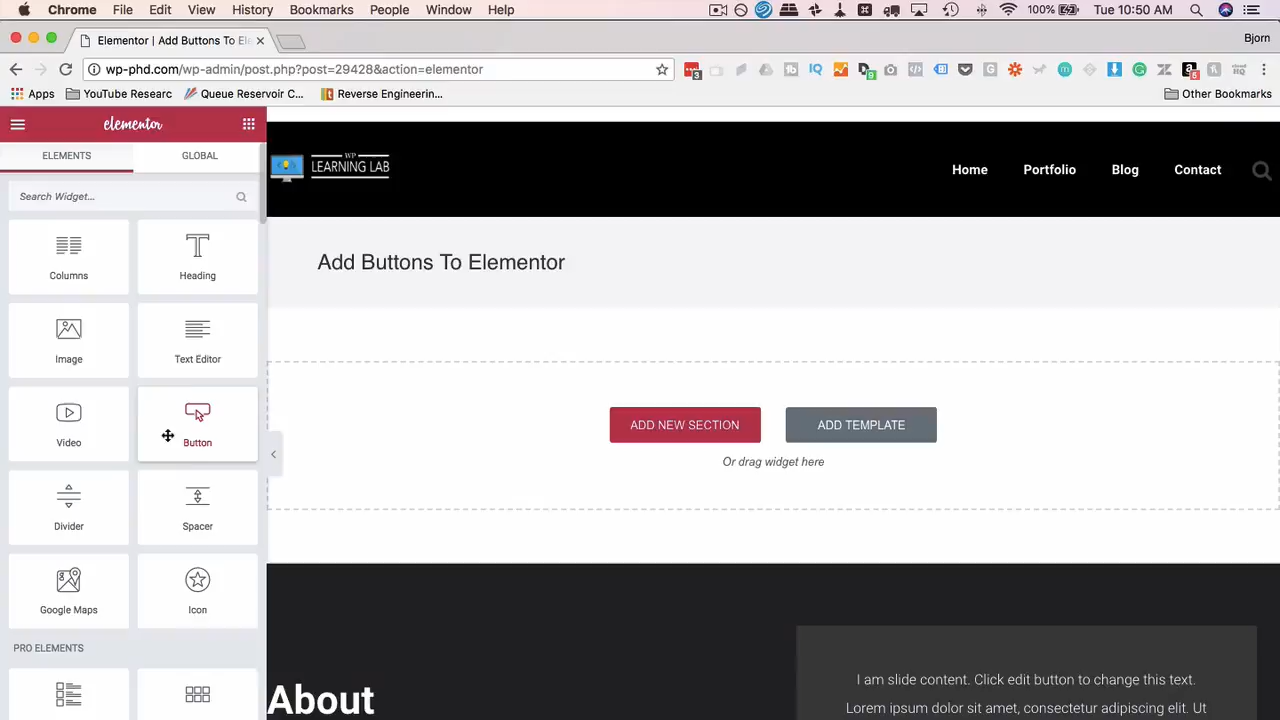 Chrome File Edit View History Bookmarks People Window Help 100% Tue 10:50 AM
Elementor | Add Buttons To El
Bjorn
wp-phd.com/wp-admin/post.php?post=29428&action=elementor
Apps YouTube Researc Queue Reservoir C... Reverse Engineerin... Other Bookmarks
elementor
ELEMENTS GLOBAL
Search Widget...
Columns Heading
Image Text Editor
Video Button
Divider Spacer
Google Maps Icon
PRO ELEMENTS
WP
LEARNING LAB
Home Portfolio Blog Contact
Add Buttons To Elementor
ADD NEW SECTION ADD TEMPLATE
Or drag widget here
About
I am slide content. Click edit button to change this text.
Lorem ipsum dolor sit amet, consectetur adipiscing elit. Ut